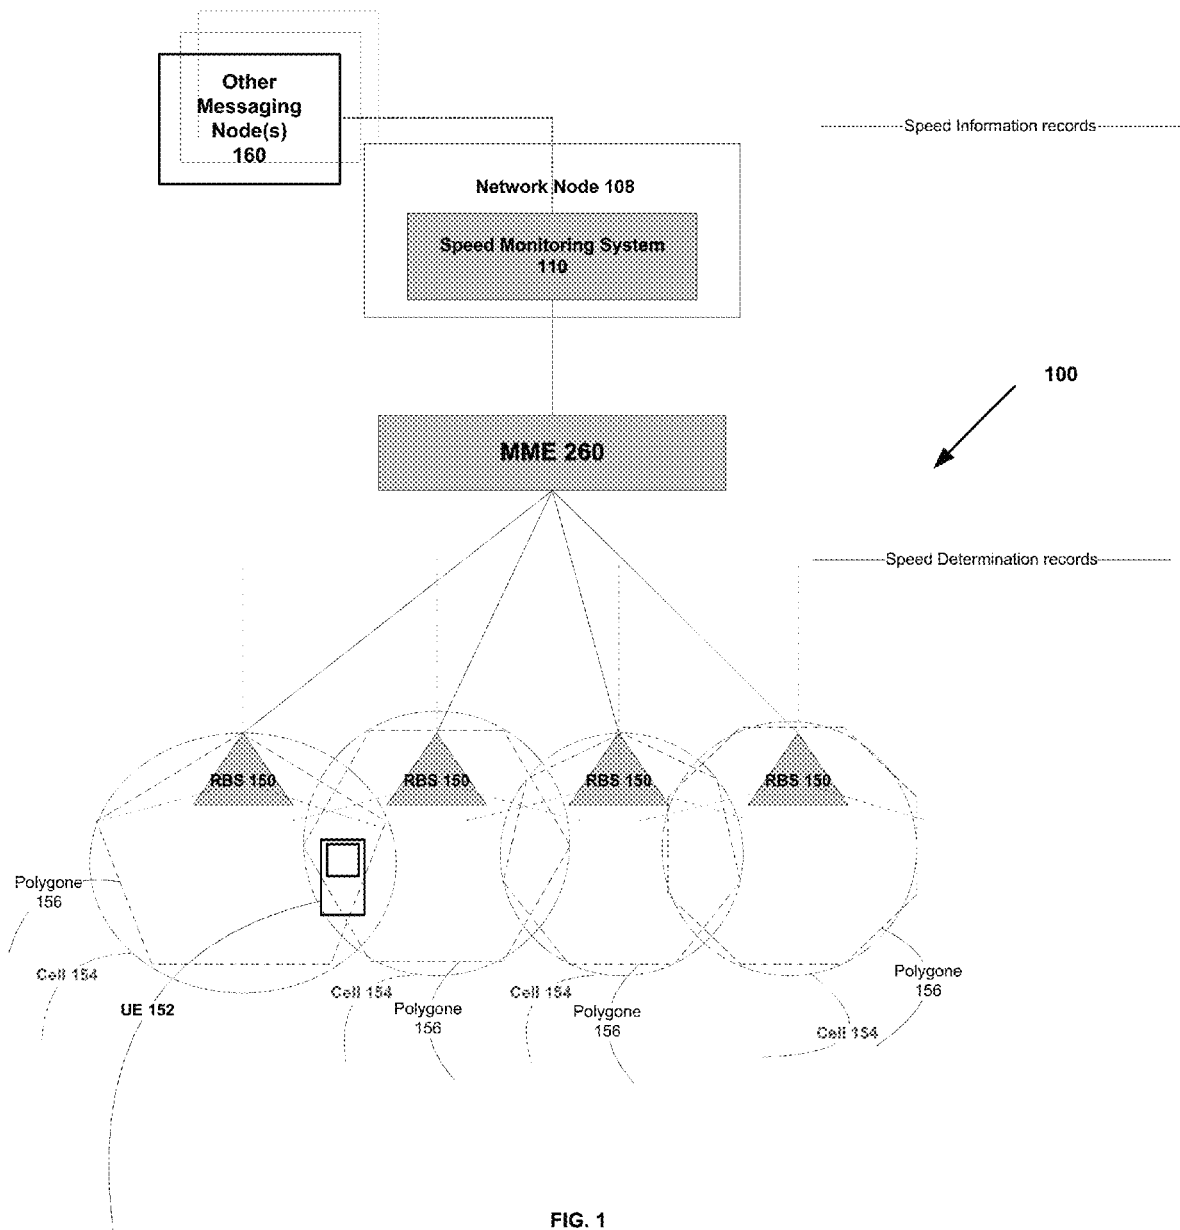 Other
Messaging
Node(s)
160
Speed Information records
Network Node 108
Speed Monitoring System
110
100
MME 260
Speed Determination records
RBS 150
RBS 150
RBS 150
RBS 150
Polygone
156
Cell 154
UE 152
Cell 154
Polygone
156
Cell 154
Polygone
156
Cell 154
Polygone
156
FIG. 1